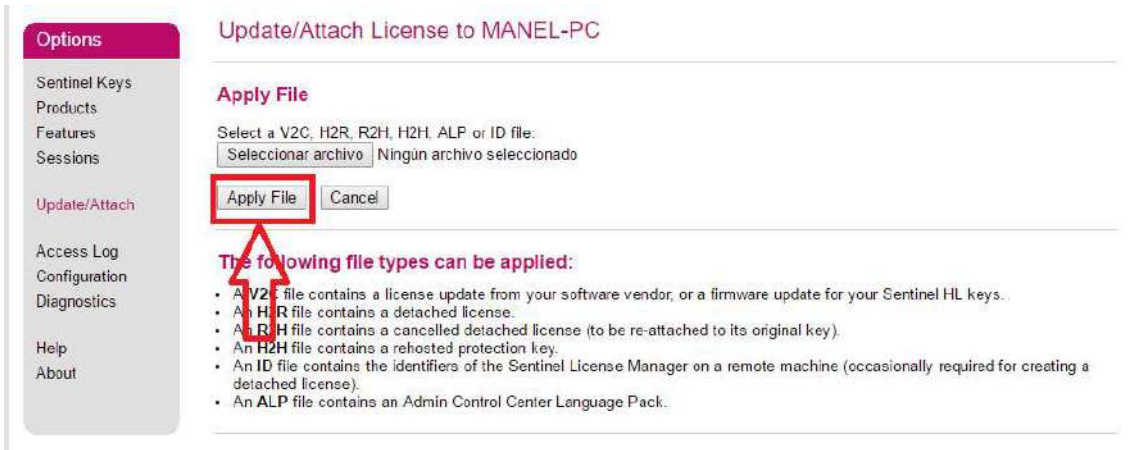 Options
Sentinel Keys
Products
Features
Sessions
Update/Attach
Access Log
Configuration
Diagnostics
Help
About
Update/Attach License to MANEL-PC
Apply File
Select a V2C, H2R, R2H, H2H, ALP or ID file:
Seleccionar archivo Ningún archivo seleccionado
Apply File Cancel
The following file types can be applied:
• A V2C file contains a license update from your software vendor, or a firmware update for your Sentinel HL keys.
• An H2R file contains a detached license.
• An R2H file contains a cancelled detached license (to be re-attached to its original key).
• An H2H file contains a rehosted protection key.
• An ID file contains the identifiers of the Sentinel License Manager on a remote machine (occasionally required for creating a
detached license).
• An ALP file contains an Admin Control Center Language Pack.